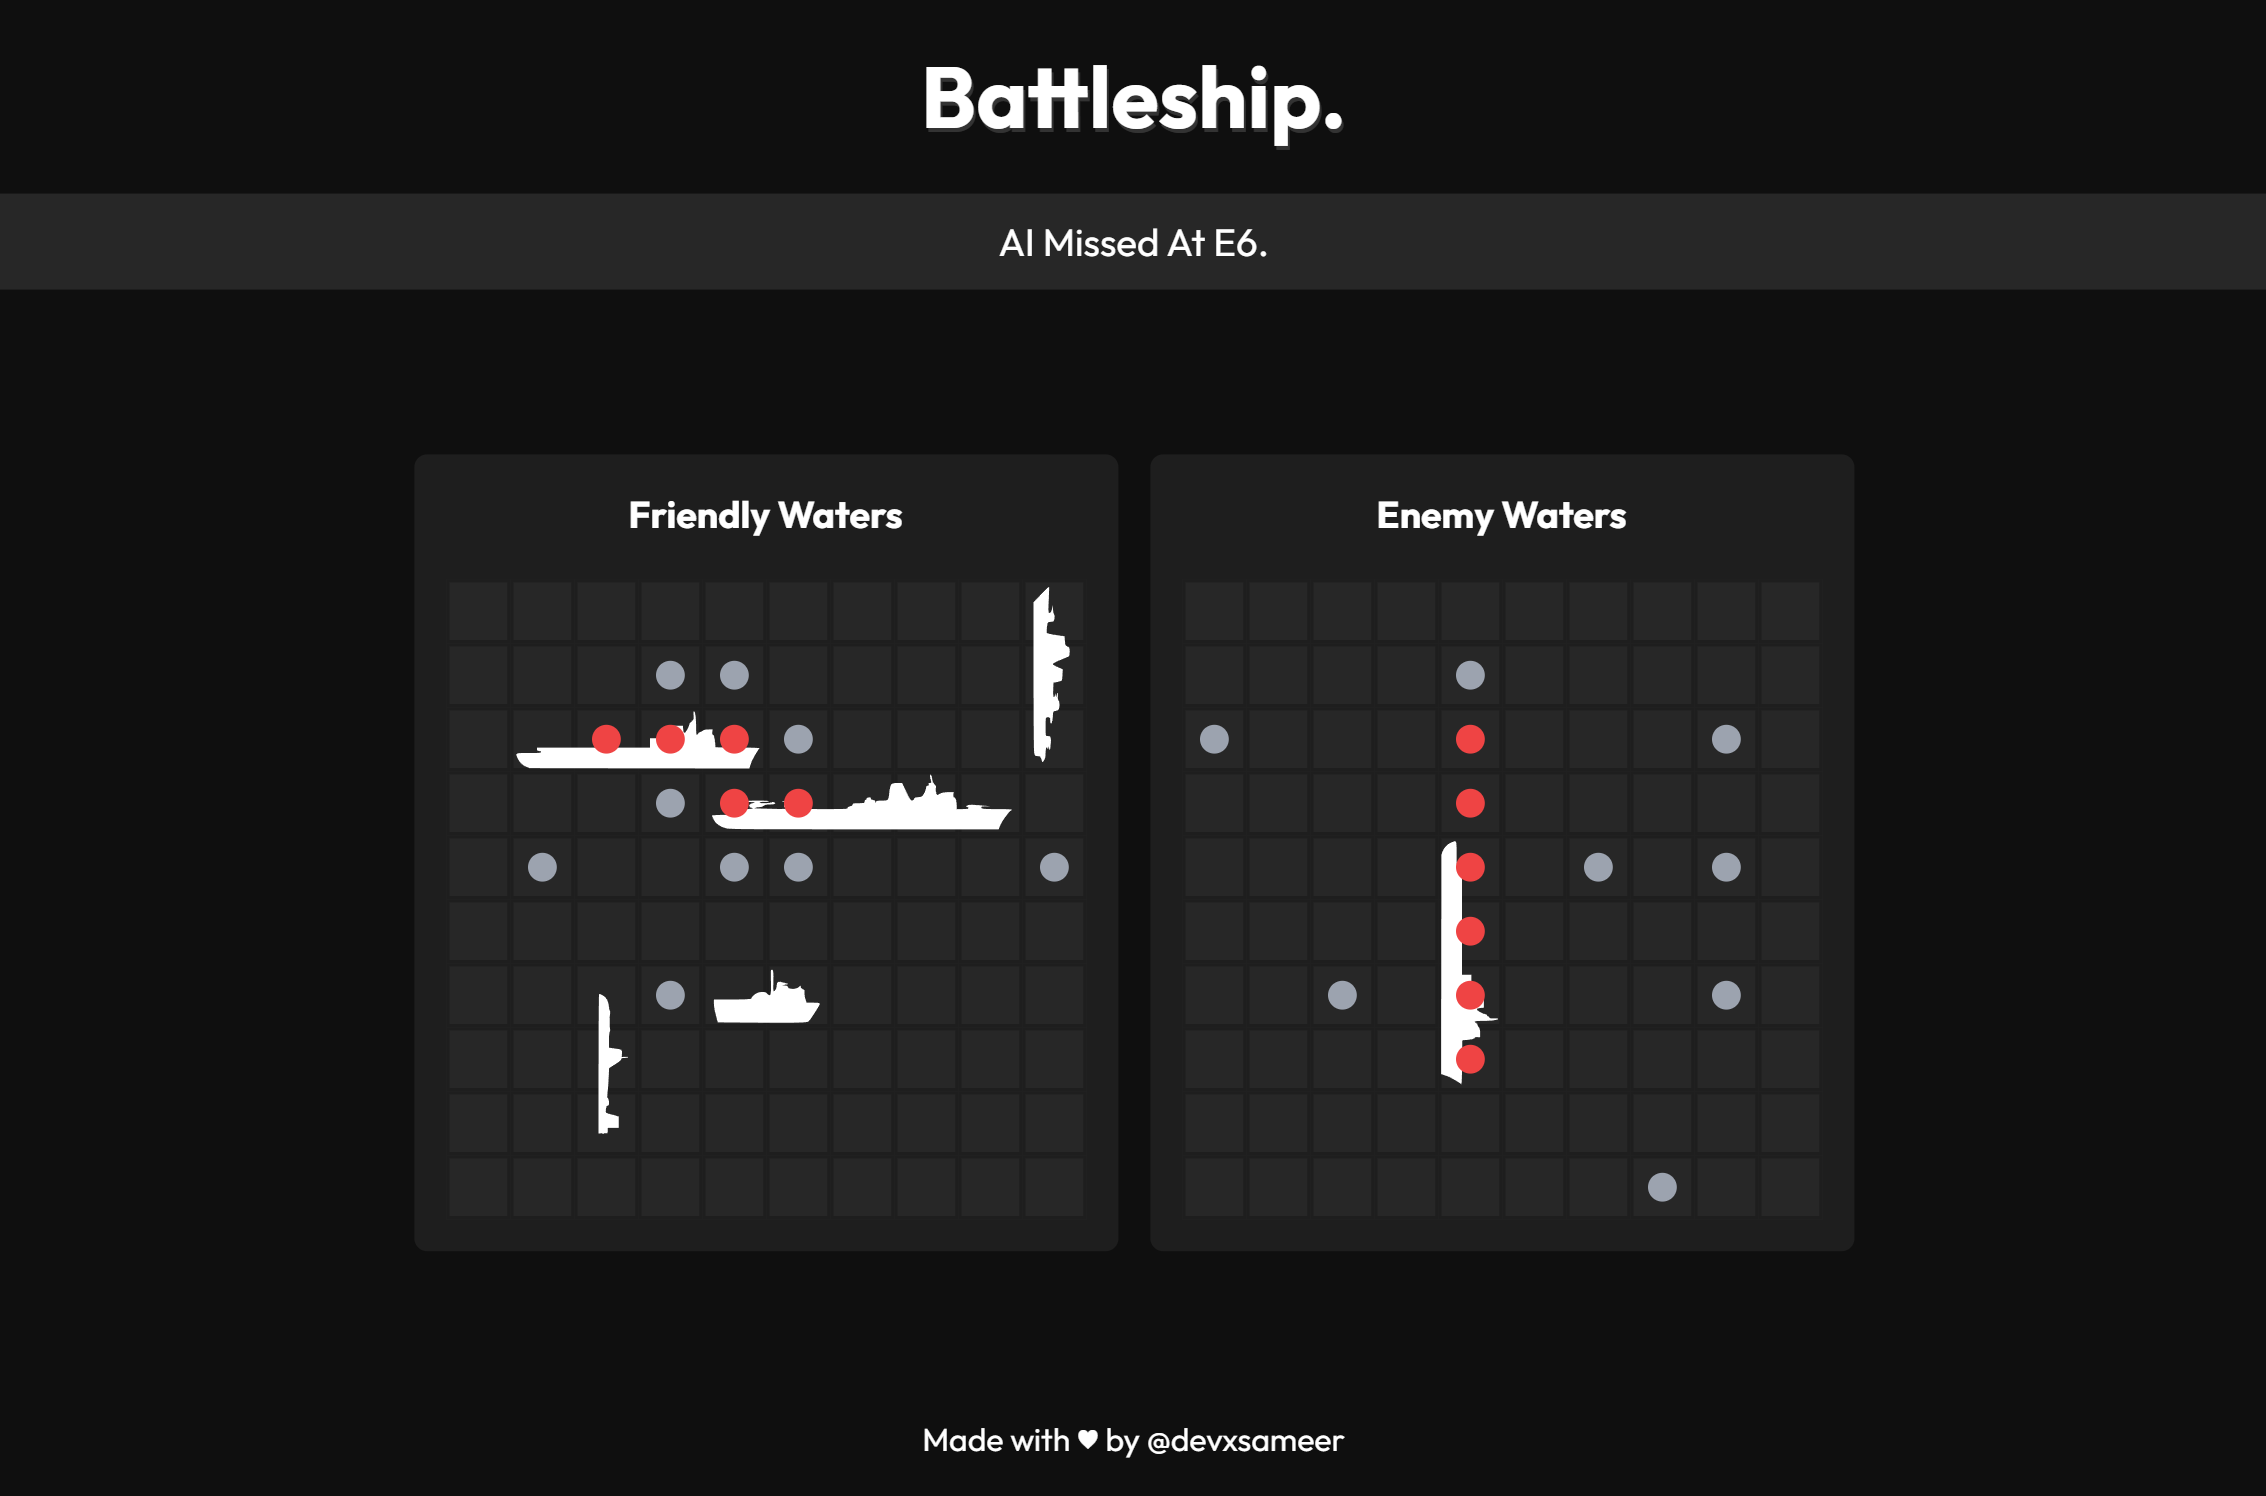 Battleship.
AI Missed At E6.
Friendly Waters
Enemy Waters
Made with ♥ by @devxsameer